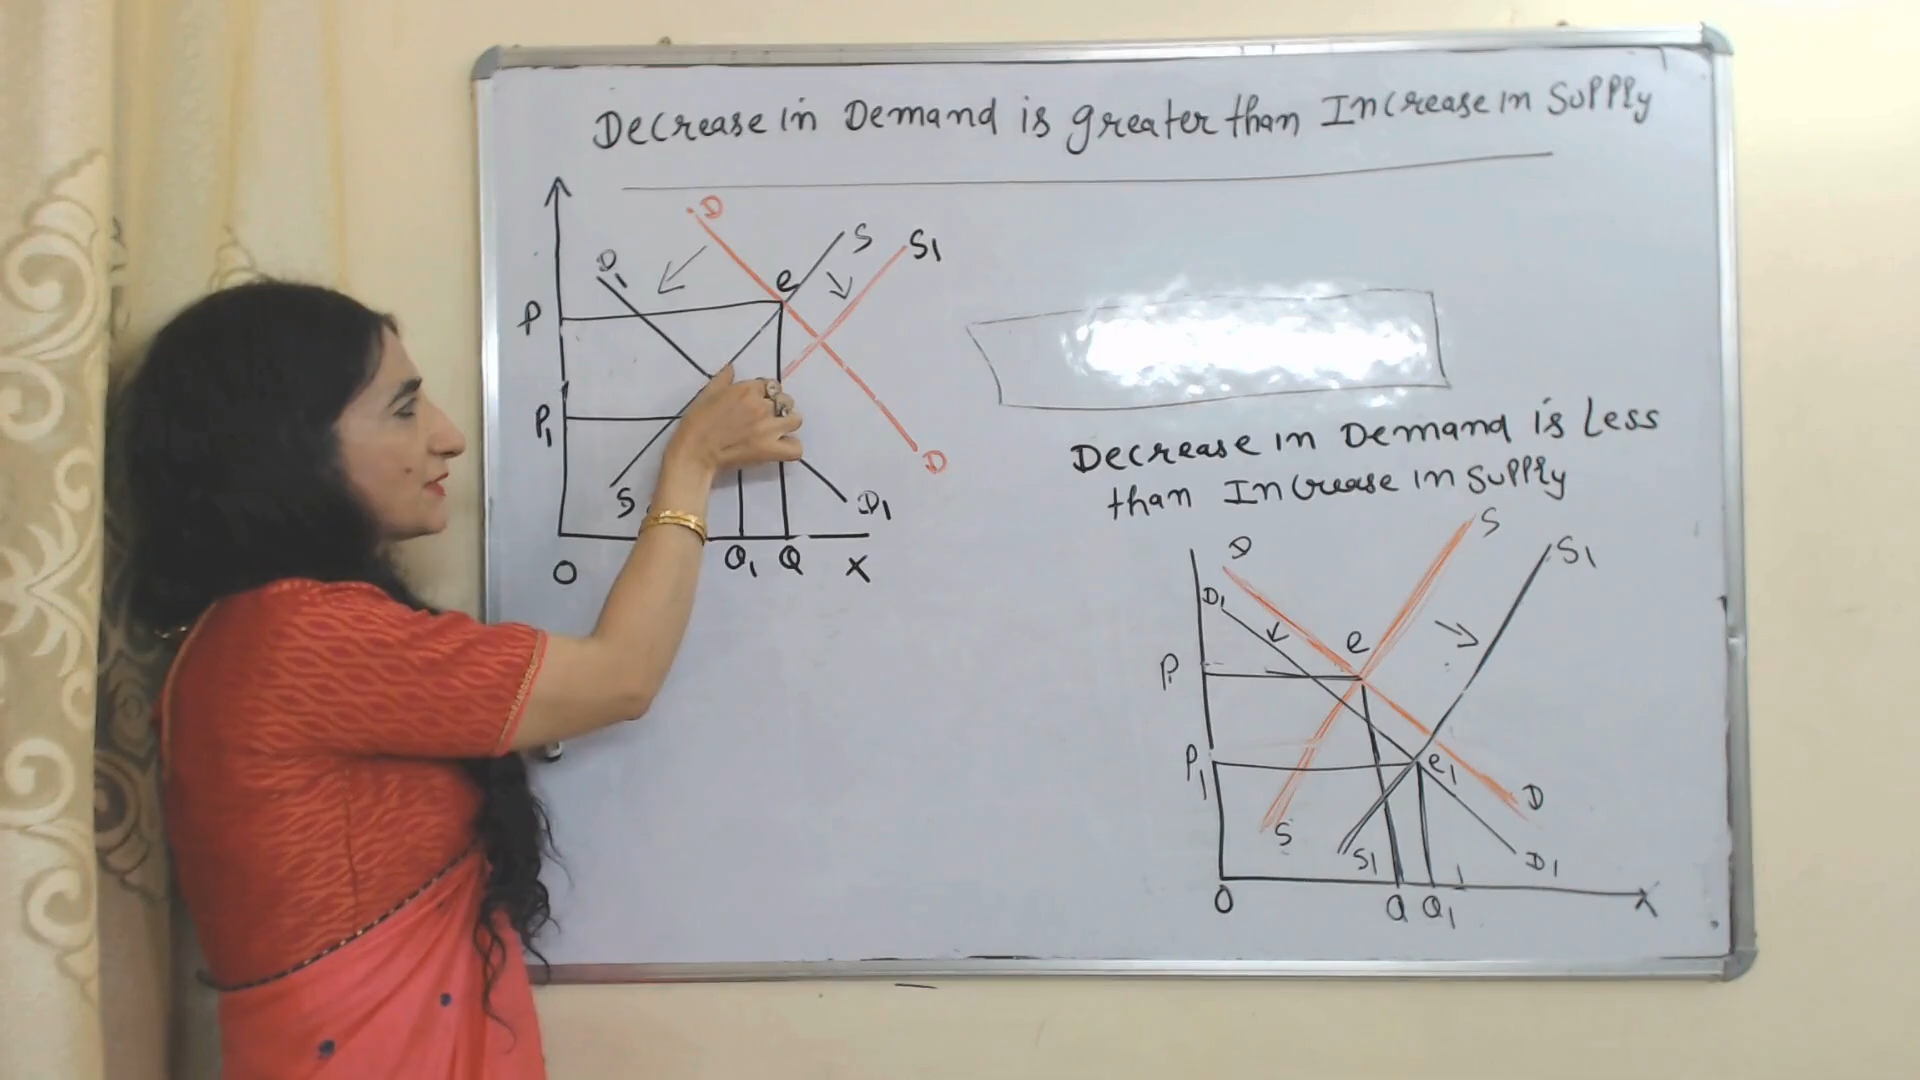 Decrease in Demand is greater than Increase in Supply
D
S
S1
D1
e
P
P1
D
S
D1
O
Q1
Q
X
Decrease in Demand is Less
than Increase in Supply
S
D
S1
D1
e
P
P1
e1
D
S
S1
D1
O
Q
Q1
X